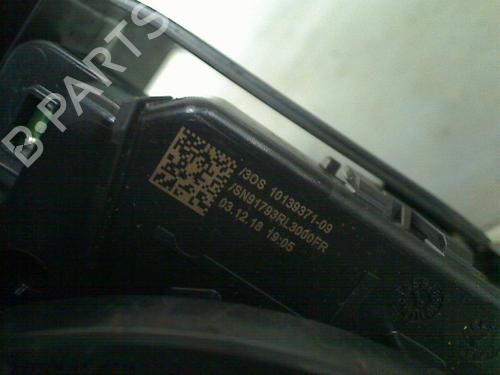 B-PARTS
/3OS 10139371-09
/SN91793RL3000FR
03.12.18 19:05